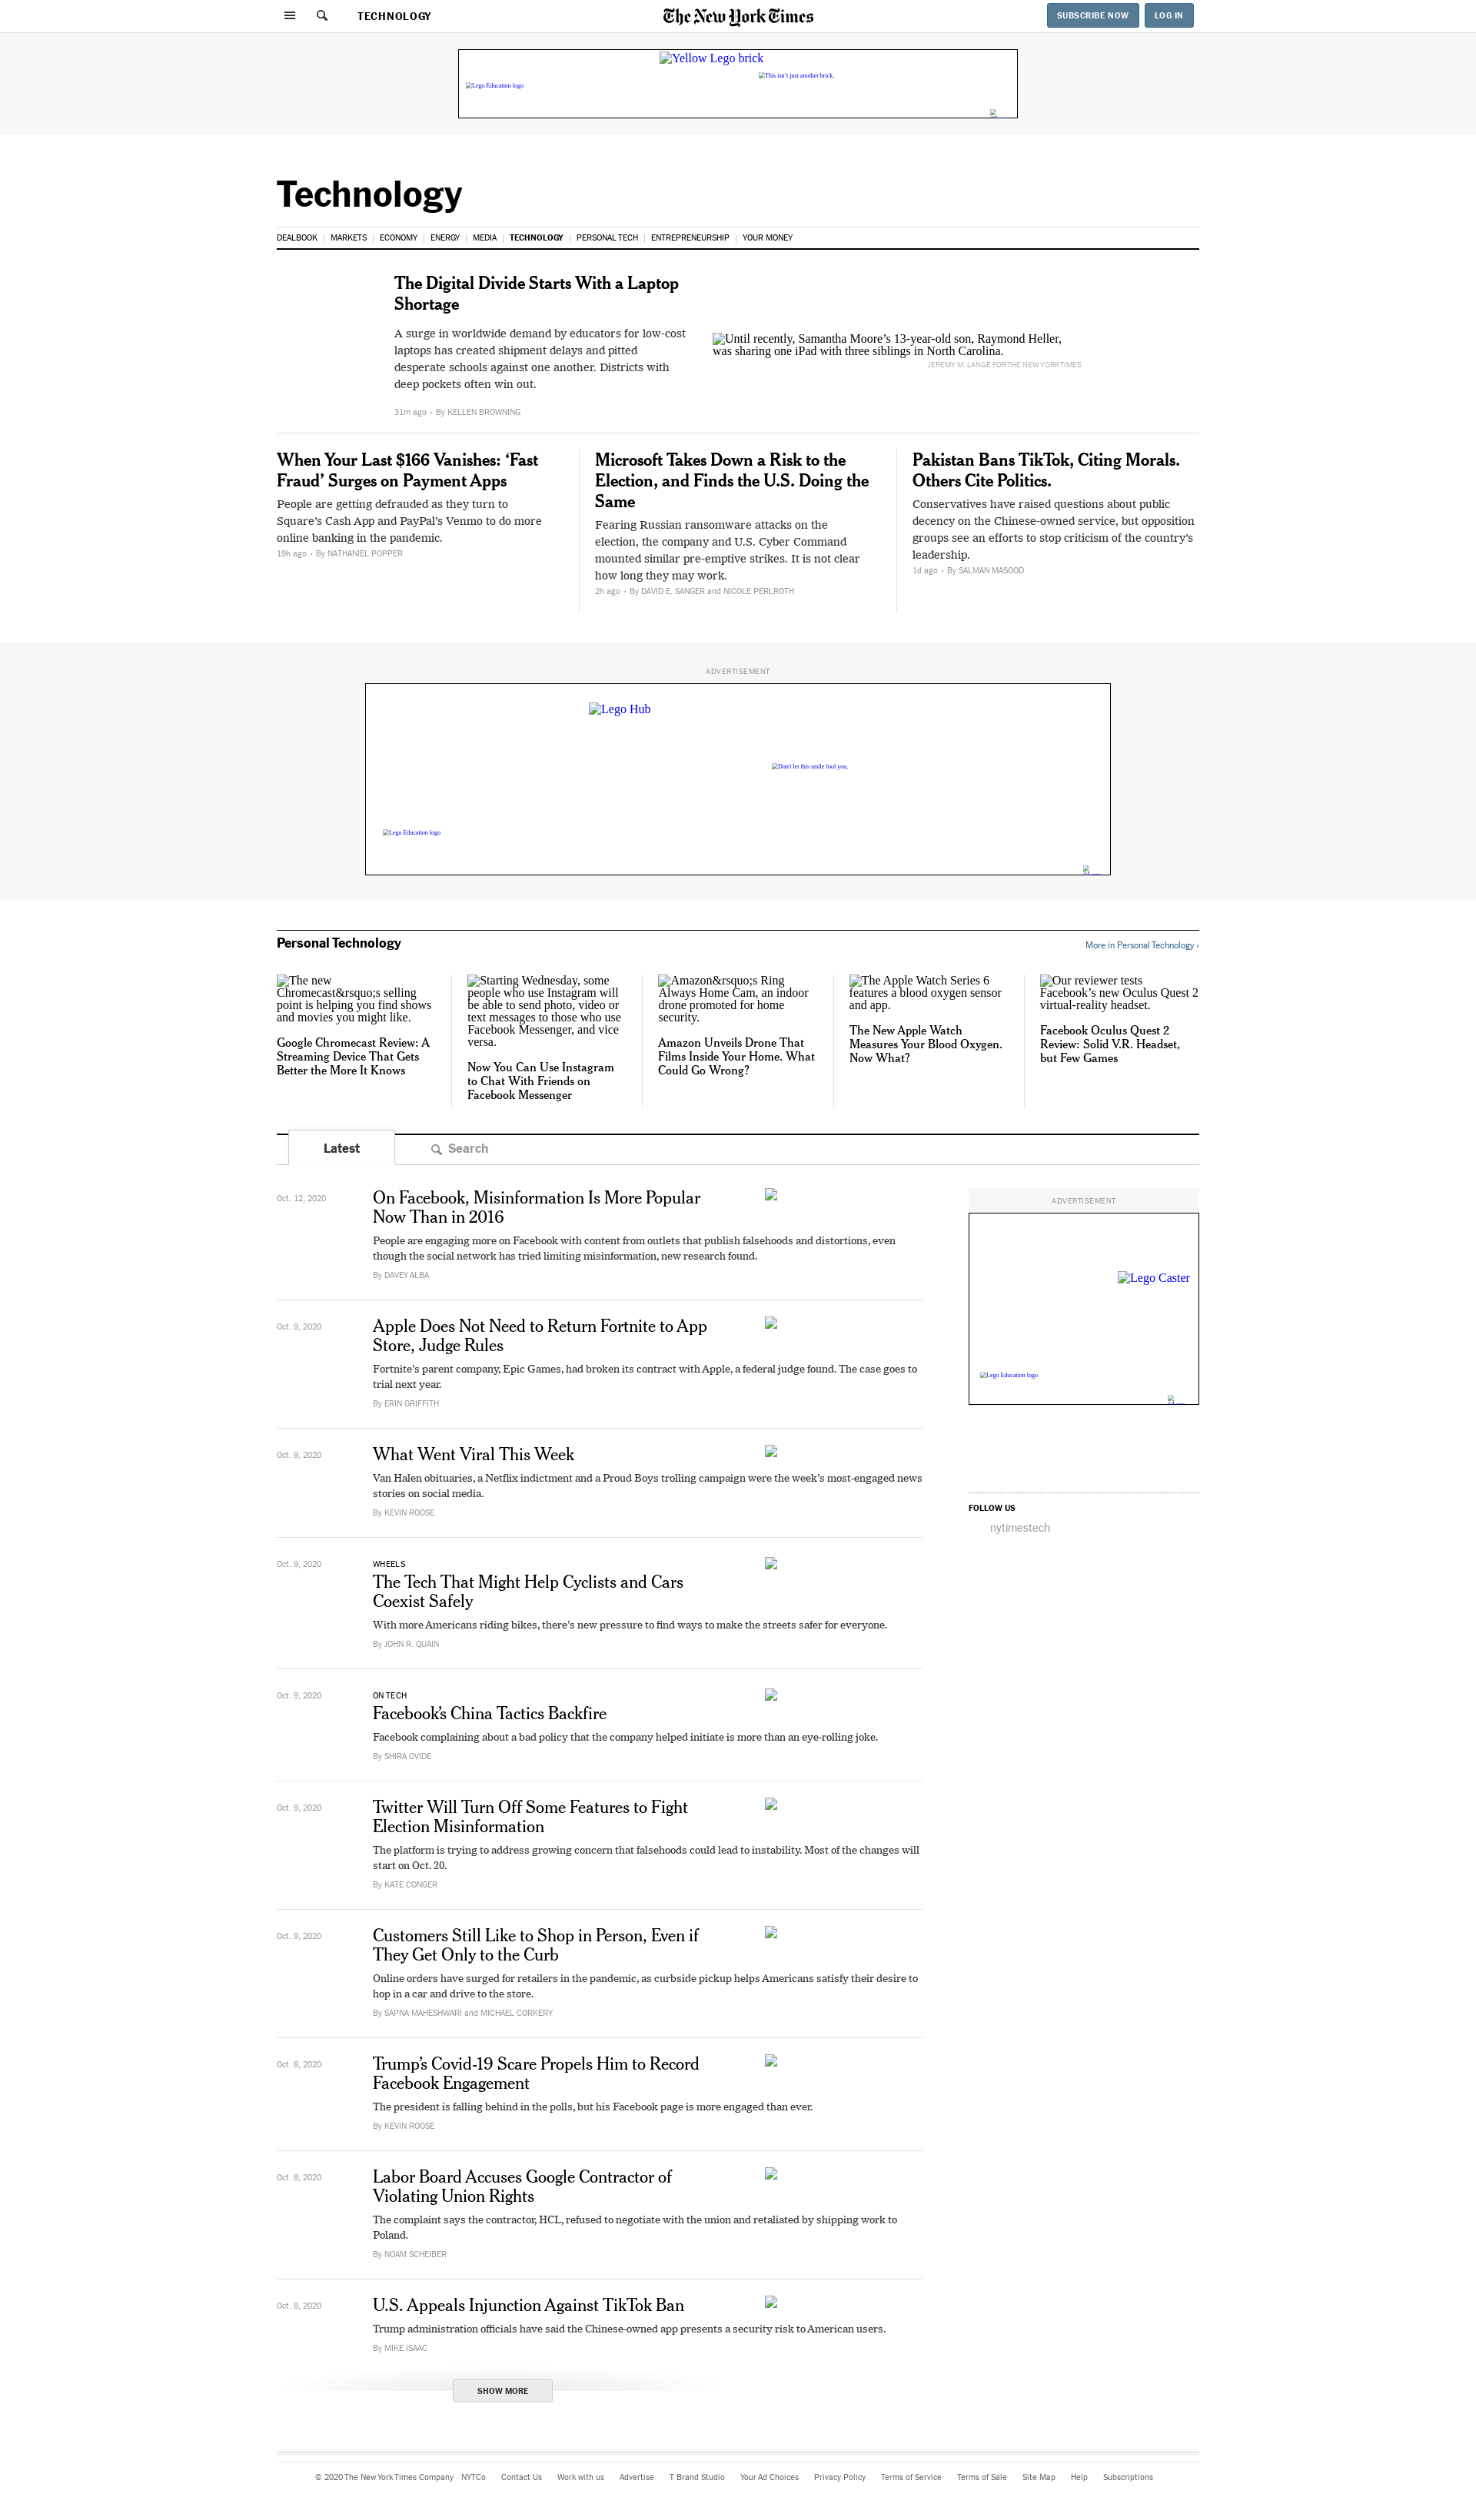 TECHNOLOGY
The New York Times
SUBSCRIBE NOW
LOG IN
Yellow Lego brick
This isn't just another brick.
Lego Education logo
Technology
DEALBOOK | MARKETS | ECONOMY | ENERGY | MEDIA | TECHNOLOGY | PERSONAL TECH | ENTREPRENEURSHIP | YOUR MONEY
The Digital Divide Starts With a Laptop
Shortage
A surge in worldwide demand by educators for low-cost
laptops has created shipment delays and pitted
desperate schools against one another. Districts with
deep pockets often win out.
31m ago • By KELLEN BROWNING
Until recently, Samantha Moore's 13-year-old son, Raymond Heller,
was sharing one iPad with three siblings in North Carolina.
JEREMY M. LANGE FOR THE NEW YORK TIMES
When Your Last $166 Vanishes: ‘Fast
Fraud’ Surges on Payment Apps
People are getting defrauded as they turn to
Square’s Cash App and PayPal’s Venmo to do more
online banking in the pandemic.
19h ago • By NATHANIEL POPPER
Microsoft Takes Down a Risk to the
Election, and Finds the U.S. Doing the
Same
Fearing Russian ransomware attacks on the
election, the company and U.S. Cyber Command
mounted similar pre-emptive strikes. It is not clear
how long they may work.
2h ago • By DAVID E. SANGER and NICOLE PERLROTH
Pakistan Bans TikTok, Citing Morals.
Others Cite Politics.
Conservatives have raised questions about public
decency on the Chinese-owned service, but opposition
groups see an efforts to stop criticism of the country’s
leadership.
1d ago • By SALMAN MASOOD
ADVERTISEMENT
Lego Hub
Don't let this smile fool you.
Lego Education logo
Personal Technology
More in Personal Technology ›
The new
Chromecast&rsquo;s selling
point is helping you find shows
and movies you might like.
Google Chromecast Review: A
Streaming Device That Gets
Better the More It Knows
Starting Wednesday, some
people who use Instagram will
be able to send photo, video or
text messages to those who use
Facebook Messenger, and vice
versa.
Now You Can Use Instagram
to Chat With Friends on
Facebook Messenger
Amazon&rsquo;s Ring
Always Home Cam, an indoor
drone promoted for home
security.
Amazon Unveils Drone That
Films Inside Your Home. What
Could Go Wrong?
The Apple Watch Series 6
features a blood oxygen sensor
and app.
The New Apple Watch
Measures Your Blood Oxygen.
Now What?
Our reviewer tests
Facebook’s new Oculus Quest 2
virtual-reality headset.
Facebook Oculus Quest 2
Review: Solid V.R. Headset,
but Few Games
Latest
Search
Oct. 12, 2020
On Facebook, Misinformation Is More Popular
Now Than in 2016
People are engaging more on Facebook with content from outlets that publish falsehoods and distortions, even
though the social network has tried limiting misinformation, new research found.
By DAVEY ALBA
ADVERTISEMENT
Lego Caster
Lego Education logo
FOLLOW US
nytimestech
Oct. 9, 2020
Apple Does Not Need to Return Fortnite to App
Store, Judge Rules
Fortnite’s parent company, Epic Games, had broken its contract with Apple, a federal judge found. The case goes to
trial next year.
By ERIN GRIFFITH
Oct. 9, 2020
What Went Viral This Week
Van Halen obituaries, a Netflix indictment and a Proud Boys trolling campaign were the week’s most-engaged news
stories on social media.
By KEVIN ROOSE
Oct. 9, 2020
WHEELS
The Tech That Might Help Cyclists and Cars
Coexist Safely
With more Americans riding bikes, there’s new pressure to find ways to make the streets safer for everyone.
By JOHN R. QUAIN
Oct. 9, 2020
ON TECH
Facebook’s China Tactics Backfire
Facebook complaining about a bad policy that the company helped initiate is more than an eye-rolling joke.
By SHIRA OVIDE
Oct. 9, 2020
Twitter Will Turn Off Some Features to Fight
Election Misinformation
The platform is trying to address growing concern that falsehoods could lead to instability. Most of the changes will
start on Oct. 20.
By KATE CONGER
Oct. 9, 2020
Customers Still Like to Shop in Person, Even if
They Get Only to the Curb
Online orders have surged for retailers in the pandemic, as curbside pickup helps Americans satisfy their desire to
hop in a car and drive to the store.
By SAPNA MAHESHWARI and MICHAEL CORKERY
Oct. 8, 2020
Trump’s Covid-19 Scare Propels Him to Record
Facebook Engagement
The president is falling behind in the polls, but his Facebook page is more engaged than ever.
By KEVIN ROOSE
Oct. 8, 2020
Labor Board Accuses Google Contractor of
Violating Union Rights
The complaint says the contractor, HCL, refused to negotiate with the union and retaliated by shipping work to
Poland.
By NOAM SCHEIBER
Oct. 8, 2020
U.S. Appeals Injunction Against TikTok Ban
Trump administration officials have said the Chinese-owned app presents a security risk to American users.
By MIKE ISAAC
SHOW MORE
© 2020 The New York Times Company NYTCo Contact Us Work with us Advertise T Brand Studio Your Ad Choices Privacy Policy Terms of Service Terms of Sale Site Map Help Subscriptions